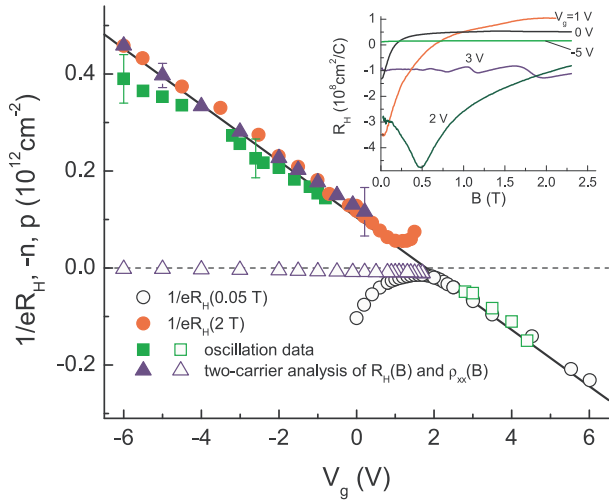 1/eR_H, -n, p (10^12 cm^-2)
0.4
0.2
0.0
-0.2
-6 -4 -2 0 2 4 6
V_g (V)
1/eR_H(0.05 T)
1/eR_H(2 T)
oscillation data
two-carrier analysis of R_H(B) and ρ_xx(B)
R_H (10^8 cm^2/C)
1
0
-1
-2
-3
-4
0.0 0.5 1.0 1.5 2.0 2.5
B (T)
V_g=1 V
0 V
-5 V
3 V
2 V